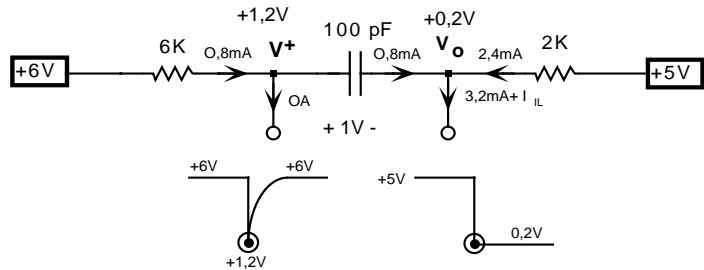 +1,2V
100 pF
+0,2V
6K
O,8mA
V+
O,8mA
Vo
2,4mA
2K
+6V
+5V
OA
3,2mA+ I IL
+ 1V -
+6V
+6V
+5V
0,2V
+1,2V